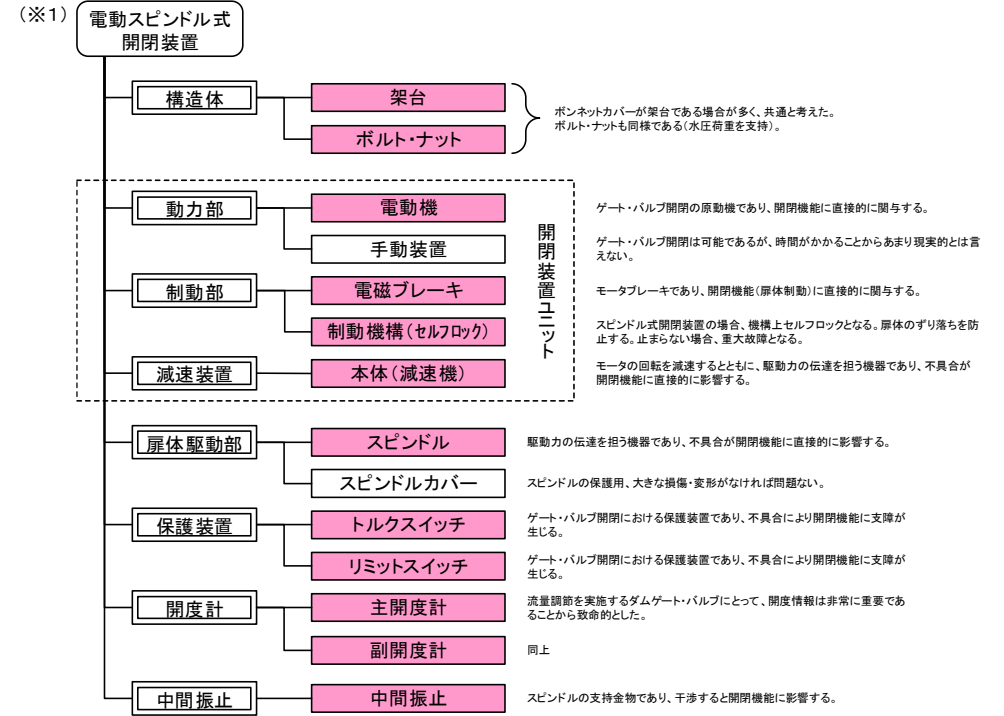 (※1)
電動スピンドル式
開閉装置
構造体
架台
ボルト・ナット
ボンネットカバーが架台である場合が多く、共通と考えた。
ボルト・ナットも同様である(水圧荷重を支持)。
開閉装置ユニット
動力部
電動機
ゲート・バルブ開閉の原動機であり、開閉機能に直接的に関与する。
手動装置
ゲート・バルブ開閉は可能であるが、時間がかかることからあまり現実的とは言
えない。
制動部
電磁ブレーキ
モータブレーキであり、開閉機能(扉体制動)に直接的に関与する。
制動機構(セルフロック)
スピンドル式開閉装置の場合、機構上セルフロックとなる。扉体のずり落ちを防
止する。止まらない場合、重大故障となる。
減速装置
本体(減速機)
モータの回転を減速するとともに、駆動力の伝達を担う機器であり、不具合が
開閉機能に直接的に影響する。
扉体駆動部
スピンドル
駆動力の伝達を担う機器であり、不具合が開閉機能に直接的に影響する。
スピンドルカバー
スピンドルの保護用、大きな損傷・変形がなければ問題ない。
保護装置
トルクスイッチ
ゲート・バルブ開閉における保護装置であり、不具合により開閉機能に支障が
生じる。
リミットスイッチ
ゲート・バルブ開閉における保護装置であり、不具合により開閉機能に支障が
生じる。
開度計
主開度計
流量調節を実施するダムゲート・バルブにとって、開度情報は非常に重要であ
ることから致命的とした。
副開度計
同上
中間振止
中間振止
スピンドルの支持金物であり、干渉すると開閉機能に影響する。